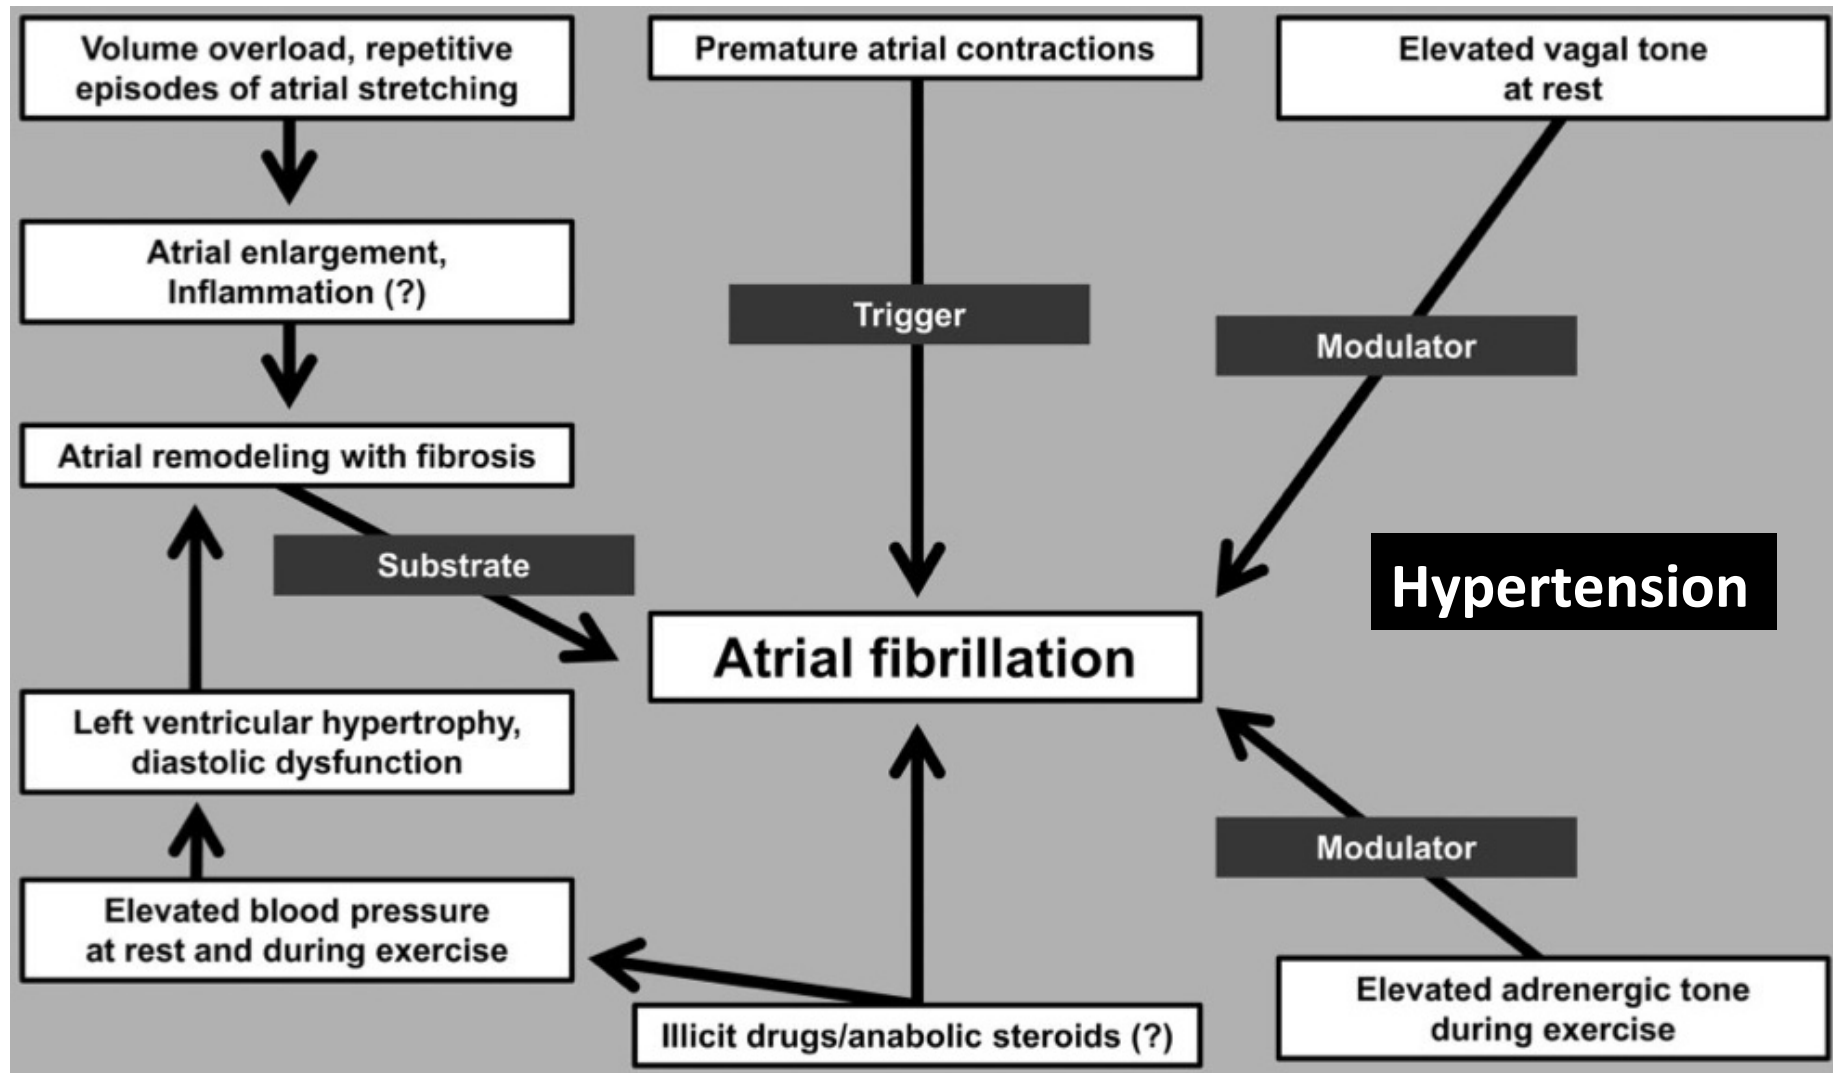 Volume overload, repetitive
episodes of atrial stretching
Premature atrial contractions
Elevated vagal tone
at rest
Atrial enlargement,
Inflammation (?)
Trigger
Modulator
Atrial remodeling with fibrosis
Substrate
Hypertension
Atrial fibrillation
Left ventricular hypertrophy,
diastolic dysfunction
Modulator
Elevated blood pressure
at rest and during exercise
Illicit drugs/anabolic steroids (?)
Elevated adrenergic tone
during exercise